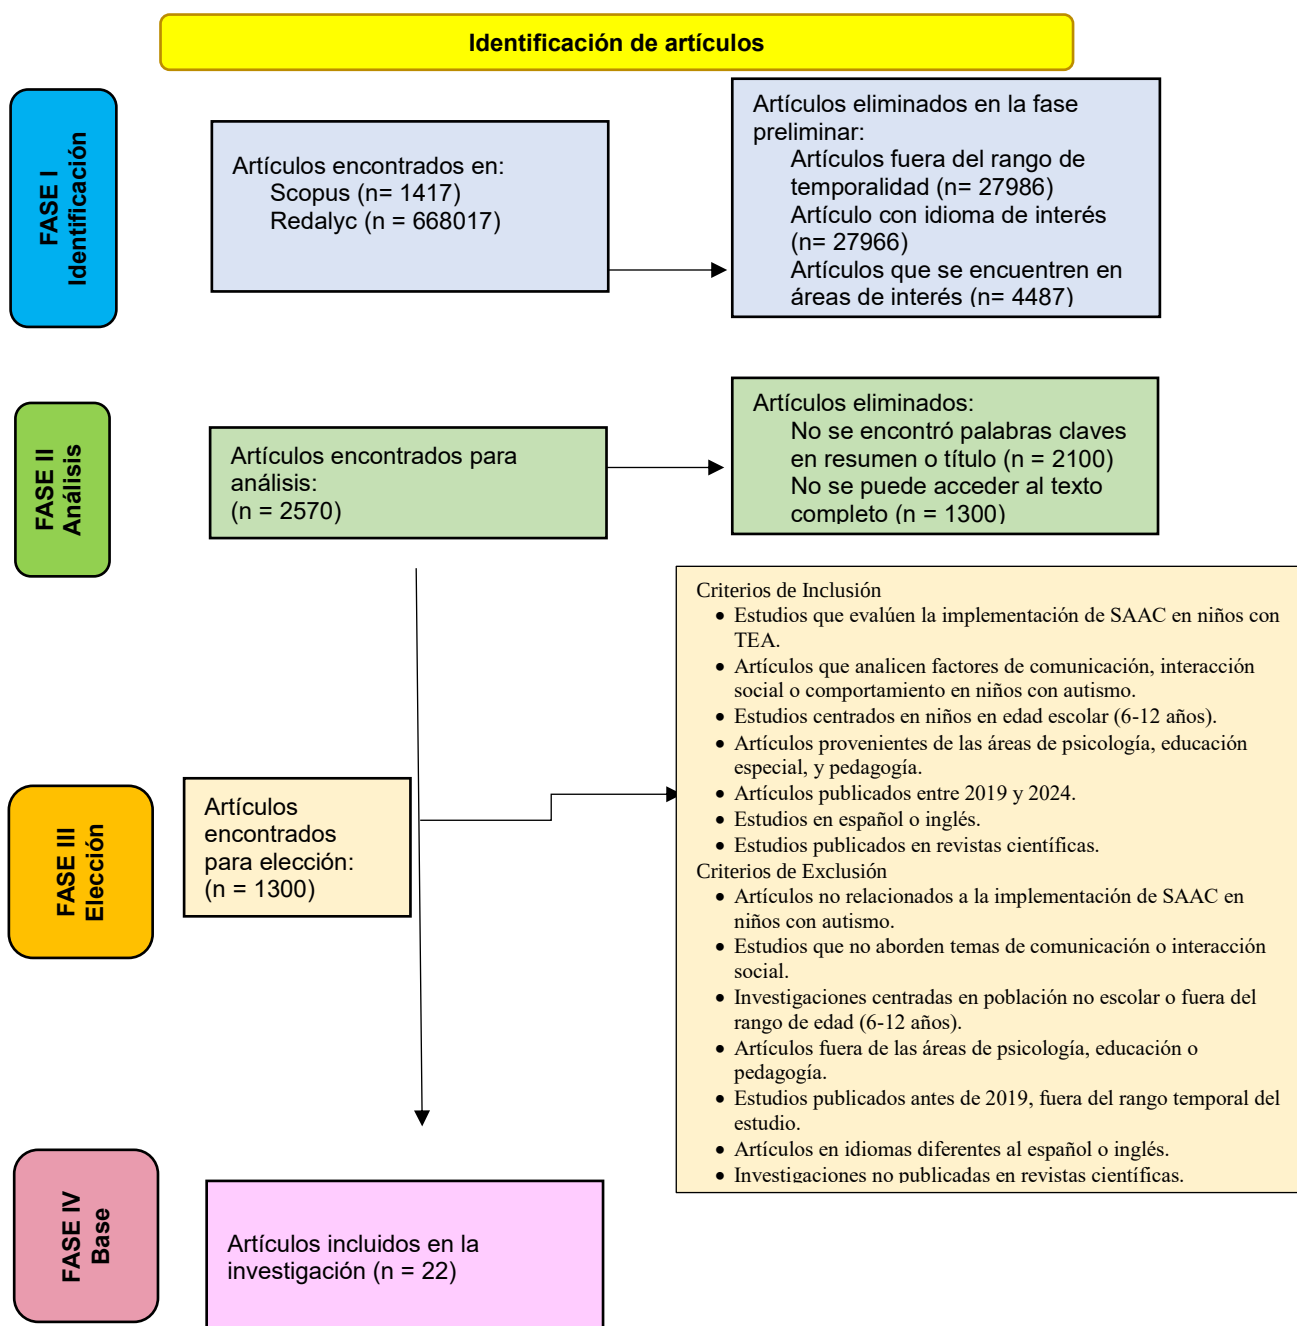 Identificación de artículos
FASE I
Identificación
Artículos encontrados en:
Scopus (n= 1417)
Redalyc (n = 668017)
Artículos eliminados en la fase
preliminar:
Artículos fuera del rango de
temporalidad (n= 27986)
Artículo con idioma de interés
(n= 27966)
Artículos que se encuentren en
áreas de interés (n= 4487)
FASE II
Análisis
Artículos encontrados para
análisis:
(n = 2570)
Artículos eliminados:
No se encontró palabras claves
en resumen o título (n = 2100)
No se puede acceder al texto
completo (n = 1300)
FASE III
Elección
Artículos
encontrados
para elección:
(n = 1300)
Criterios de Inclusión
• Estudios que evalúen la implementación de SAAC en niños con
TEA.
• Artículos que analicen factores de comunicación, interacción
social o comportamiento en niños con autismo.
• Estudios centrados en niños en edad escolar (6-12 años).
• Artículos provenientes de las áreas de psicología, educación
especial, y pedagogía.
• Artículos publicados entre 2019 y 2024.
• Estudios en español o inglés.
• Estudios publicados en revistas científicas.
Criterios de Exclusión
• Artículos no relacionados a la implementación de SAAC en
niños con autismo.
• Estudios que no aborden temas de comunicación o interacción
social.
• Investigaciones centradas en población no escolar o fuera del
rango de edad (6-12 años).
• Artículos fuera de las áreas de psicología, educación o
pedagogía.
• Estudios publicados antes de 2019, fuera del rango temporal del
estudio.
• Artículos en idiomas diferentes al español o inglés.
• Investigaciones no publicadas en revistas científicas.
FASE IV
Base
Artículos incluidos en la
investigación (n = 22)